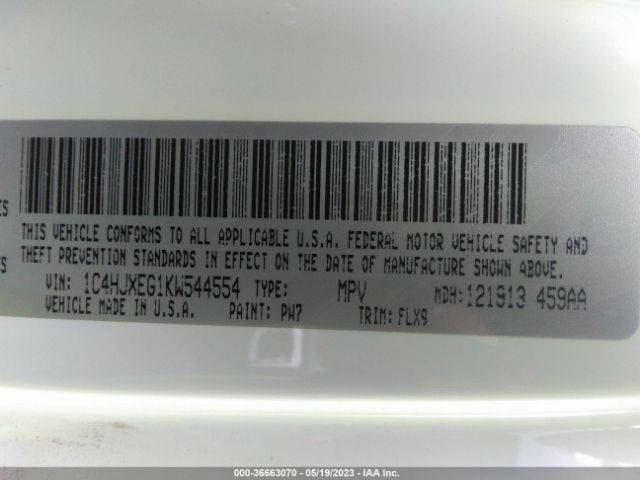 ES
THIS VEHICLE CONFORMS TO ALL APPLICABLE U.S.A. FEDERAL MOTOR VEHICLE SAFETY AND
ES THEFT PREVENTION STANDARDS IN EFFECT ON THE DATE OF MANUFACTURE SHOWN ABOVE.
VIN: 1C4HJXEG1KW544554 TYPE: MPV MDH: 121913 459AA
VEHICLE MADE IN U.S.A. PAINT: PW7 TRIM: FLX9
000-36663070 - 05/19/2023 - IAA Inc.